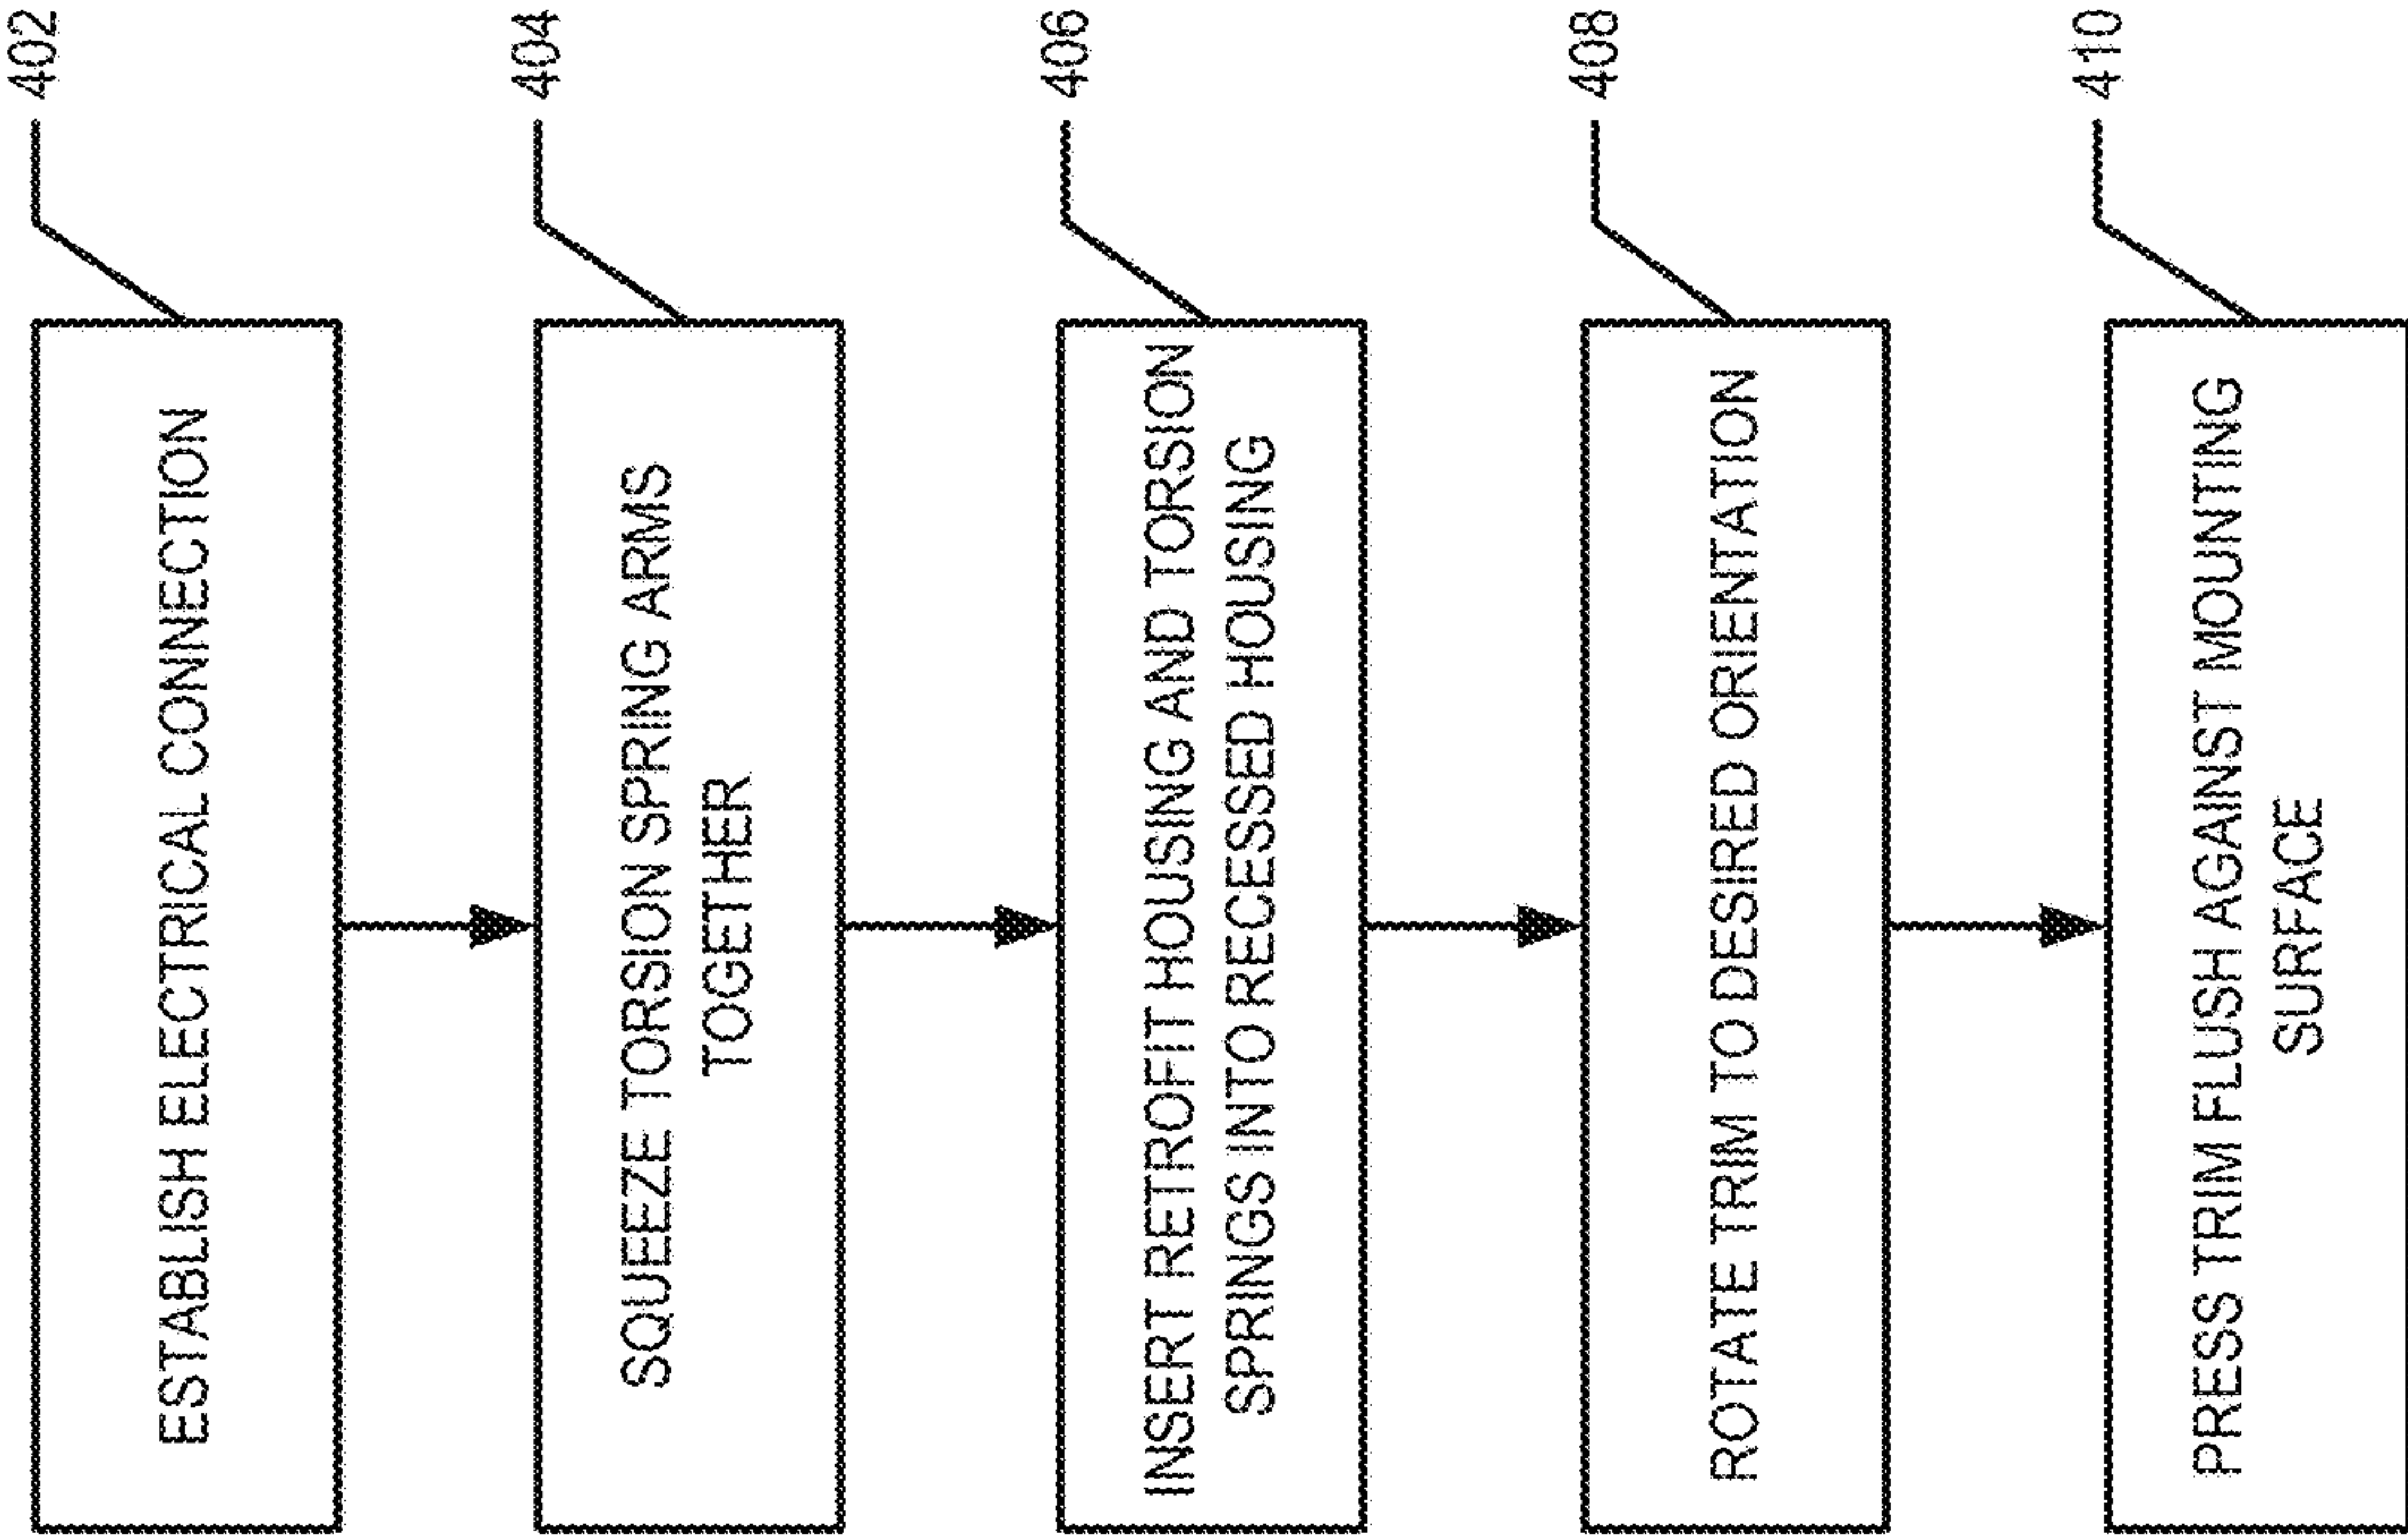 402
ESTABLISH ELECTRICAL CONNECTION
404
SQUEEZE TORSION SPRING ARMS
TOGETHER
406
INSERT RETROFIT HOUSING AND TORSION
SPRINGS INTO RECESSED HOUSING
408
ROTATE TRIM TO DESIRED ORIENTATION
410
PRESS TRIM FLUSH AGAINST MOUNTING
SURFACE